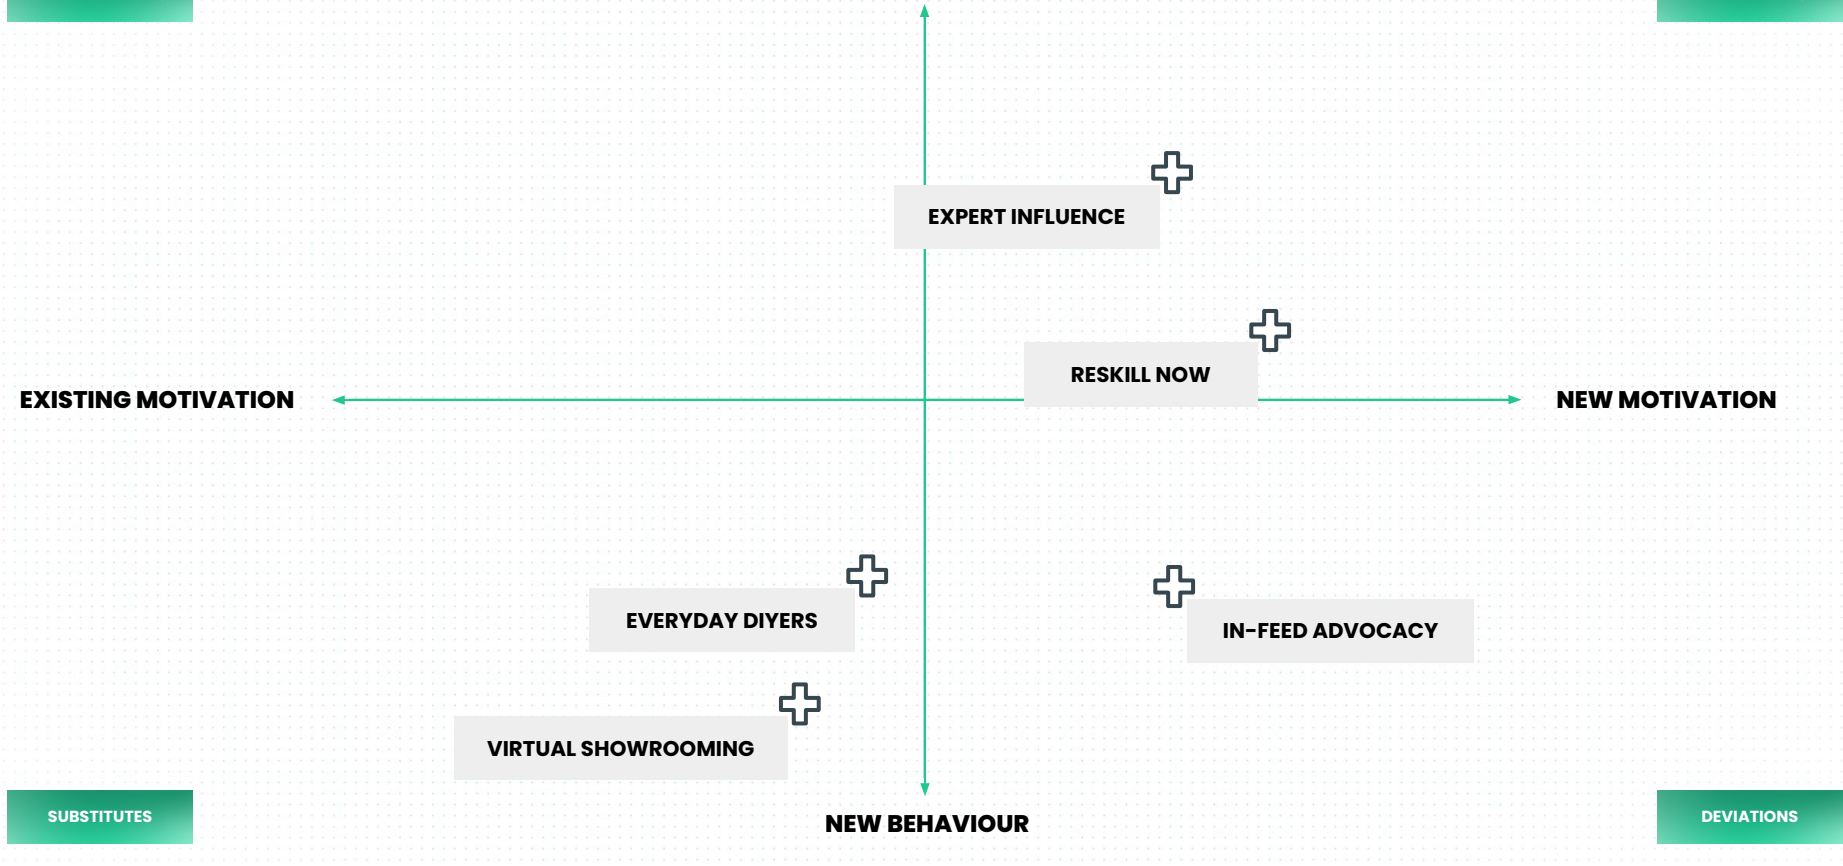 EXPERT INFLUENCE
RESKILL NOW
EXISTING MOTIVATION
NEW MOTIVATION
EVERYDAY DIYERS
IN-FEED ADVOCACY
VIRTUAL SHOWROOMING
SUBSTITUTES
NEW BEHAVIOUR
DEVIATIONS